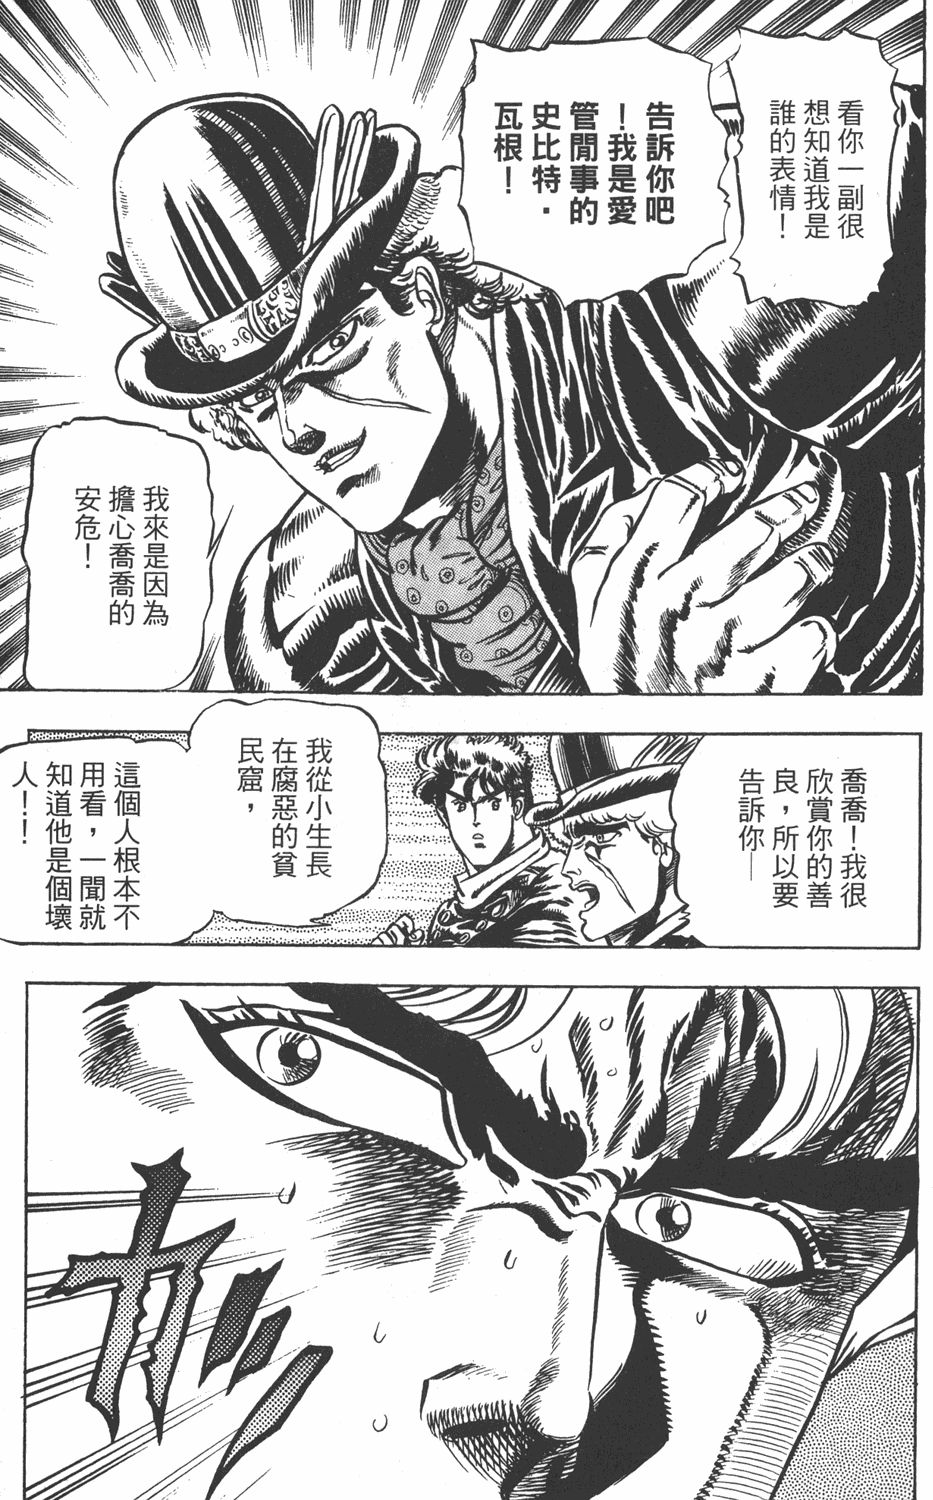 看你一副很
想知道我是
誰的表情！
告訴你吧
！我是愛
管閒事的
史比特．
瓦根！
我來是因為
擔心喬喬的
安危！
喬喬！我很
欣賞你的善
良，所以要
告訴你—
我從小生長
在腐惡的貧
民窟，
這個人根本不
用看，一聞就
知道他是個壞
人！！
カッ